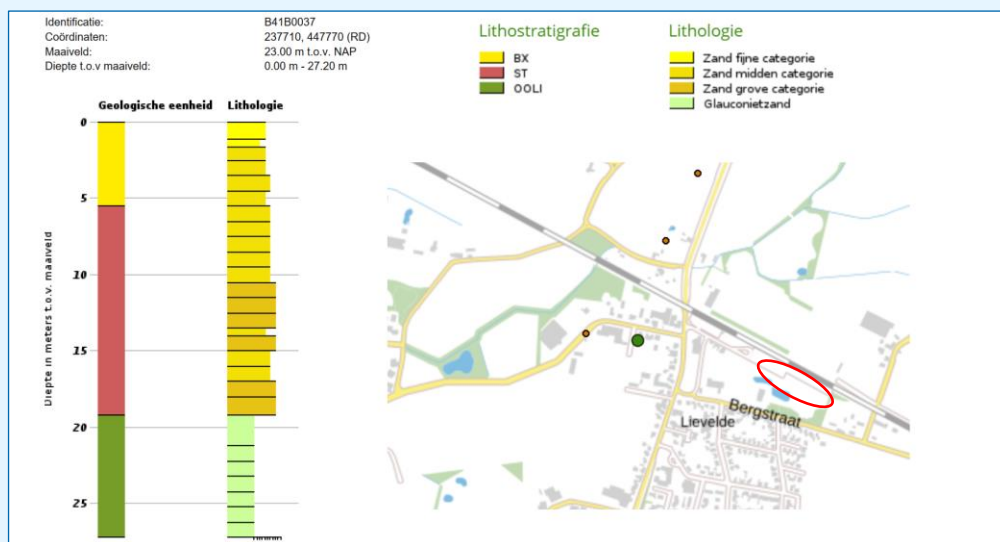 Identificatie: B41B0037
Coördinaten: 237710, 447770 (RD)
Maaiveld: 23.00 m t.o.v. NAP
Diepte t.o.v maaiveld: 0.00 m - 27.20 m
Lithostratigrafie
BX
ST
OOLI
Lithologie
Zand fijne categorie
Zand midden categorie
Zand grove categorie
Glauconietzand
Geologische eenheid Lithologie
Diepte in meters t.o.v. maaiveld
0
5
10
15
20
25
Bergstraat
Lievelde